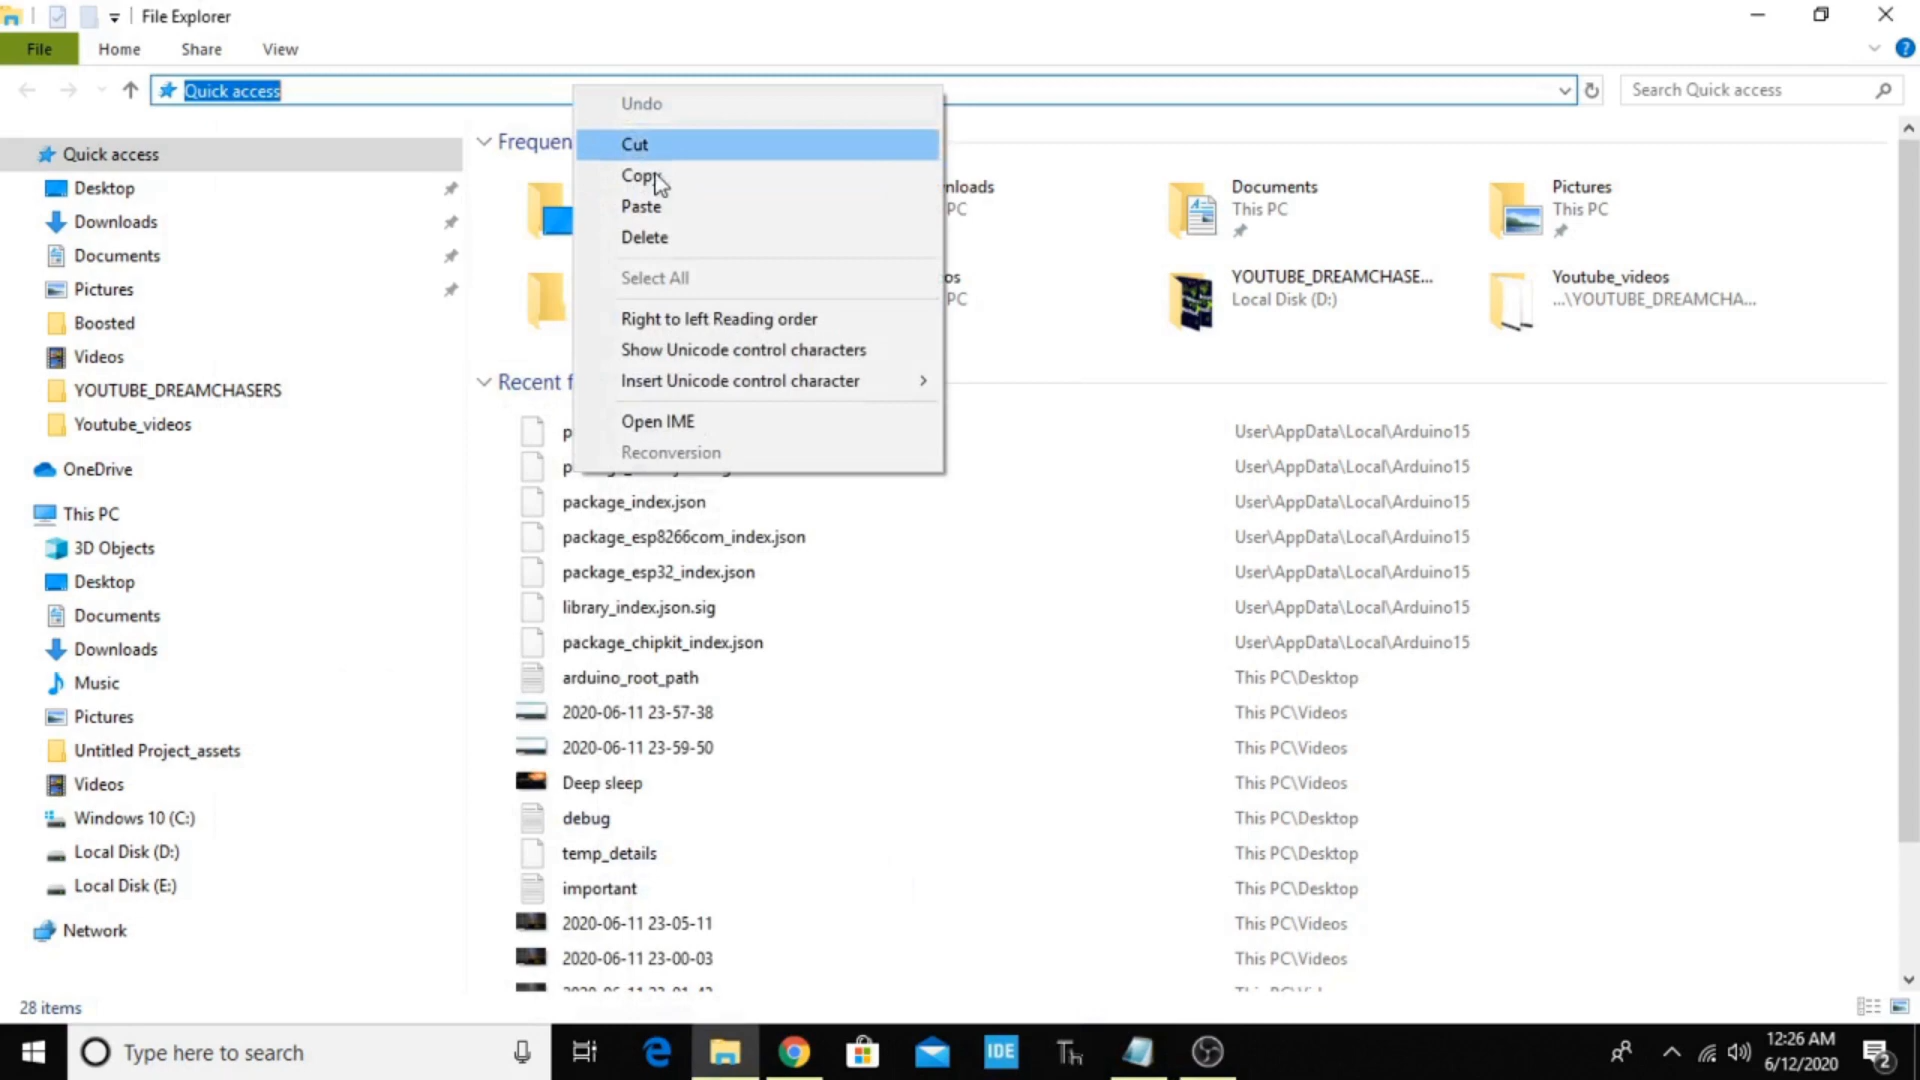 File Explorer
File Home Share View
Quick access
Search Quick access
Undo
Cut
Copy
Paste
Delete
Select All
Right to left Reading order
Show Unicode control characters
Insert Unicode control character
Open IME
Reconversion
Quick access
Desktop
Downloads
Documents
Pictures
Boosted
Videos
YOUTUBE_DREAMCHASERS
Youtube_videos
OneDrive
This PC
3D Objects
Desktop
Documents
Downloads
Music
Pictures
Untitled Project_assets
Videos
Windows 10 (C:)
Local Disk (D:)
Local Disk (E:)
Network
Frequen
nloads
PC
Documents
This PC
Pictures
This PC
os
PC
YOUTUBE_DREAMCHASE...
Local Disk (D:)
Youtube_videos
...\YOUTUBE_DREAMCHA...
Recent f
p User\AppData\Local\Arduino15
p User\AppData\Local\Arduino15
package_index.json User\AppData\Local\Arduino15
package_esp8266com_index.json User\AppData\Local\Arduino15
package_esp32_index.json User\AppData\Local\Arduino15
library_index.json.sig User\AppData\Local\Arduino15
package_chipkit_index.json User\AppData\Local\Arduino15
arduino_root_path This PC\Desktop
2020-06-11 23-57-38 This PC\Videos
2020-06-11 23-59-50 This PC\Videos
Deep sleep This PC\Videos
debug This PC\Desktop
temp_details This PC\Desktop
important This PC\Desktop
2020-06-11 23-05-11 This PC\Videos
2020-06-11 23-00-03 This PC\Videos
28 items
Type here to search
IDE
Th
12:26 AM
6/12/2020
2